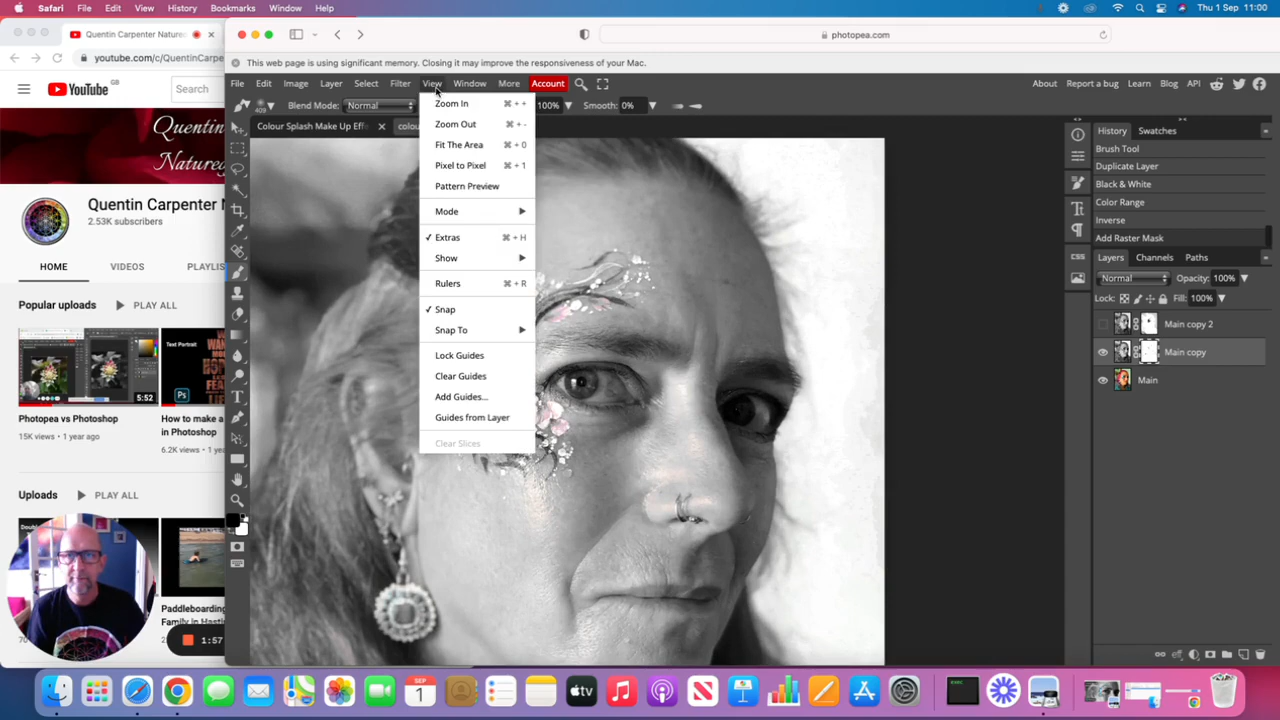 Safari File Edit View History Bookmarks Window Help
Thu 1 Sep 11:00
Quentin Carpenter Natured
youtube.com/c/QuentinCarpe
YouTube GB
Search
Quentin
Natureg
Quentin Carpenter N
2.53K subscribers
HOME VIDEOS PLAYLIS
Popular uploads PLAY ALL
5:52
Text Portrait
Ps
Photopea vs Photoshop
15K views • 1 year ago
How to make a
in Photoshop
6.2K views • 1 year ag
Uploads PLAY ALL
Paddleboarding
Family in Hastin
1:57
photopea.com
This web page is using significant memory. Closing it may improve the responsiveness of your Mac.
File Edit Image Layer Select Filter View Window More Account
About Report a bug Learn Blog API
409
Blend Mode: Normal
100%
Smooth: 0%
Colour Splash Make Up Effe
colou
Zoom In ⌘ + +
Zoom Out ⌘ + -
Fit The Area ⌘ + 0
Pixel to Pixel ⌘ + 1
Pattern Preview
Mode
Extras ⌘ + H
Show
Rulers ⌘ + R
Snap
Snap To
Lock Guides
Clear Guides
Add Guides...
Guides from Layer
Clear Slices
History Swatches
Brush Tool
Duplicate Layer
Black & White
Color Range
Inverse
Add Raster Mask
Layers Channels Paths
Normal Opacity: 100%
Lock: Fill: 100%
Main copy 2
Main copy
Main
CSS
SEP
1
tv